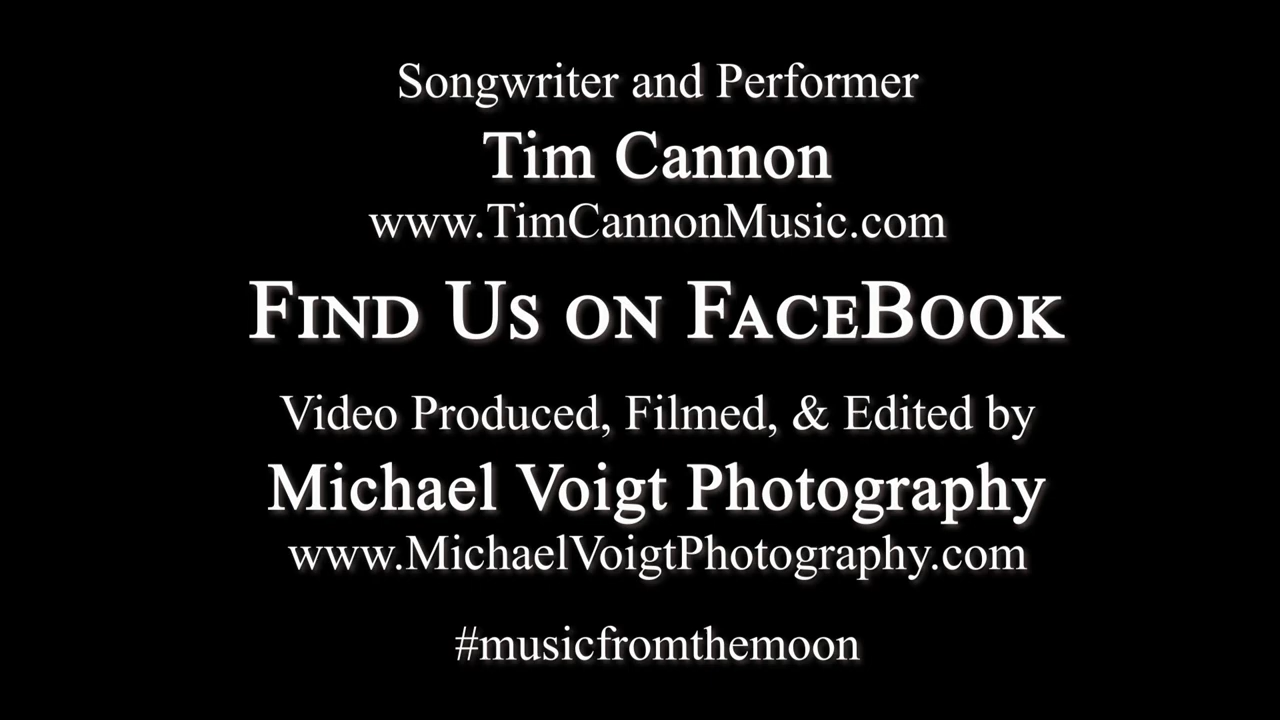 Songwriter and Performer
Tim Cannon
www.TimCannonMusic.com
Find Us on FaceBook
Video Produced, Filmed, & Edited by
Michael Voigt Photography
www.MichaelVoigtPhotography.com
#musicfromthemoon